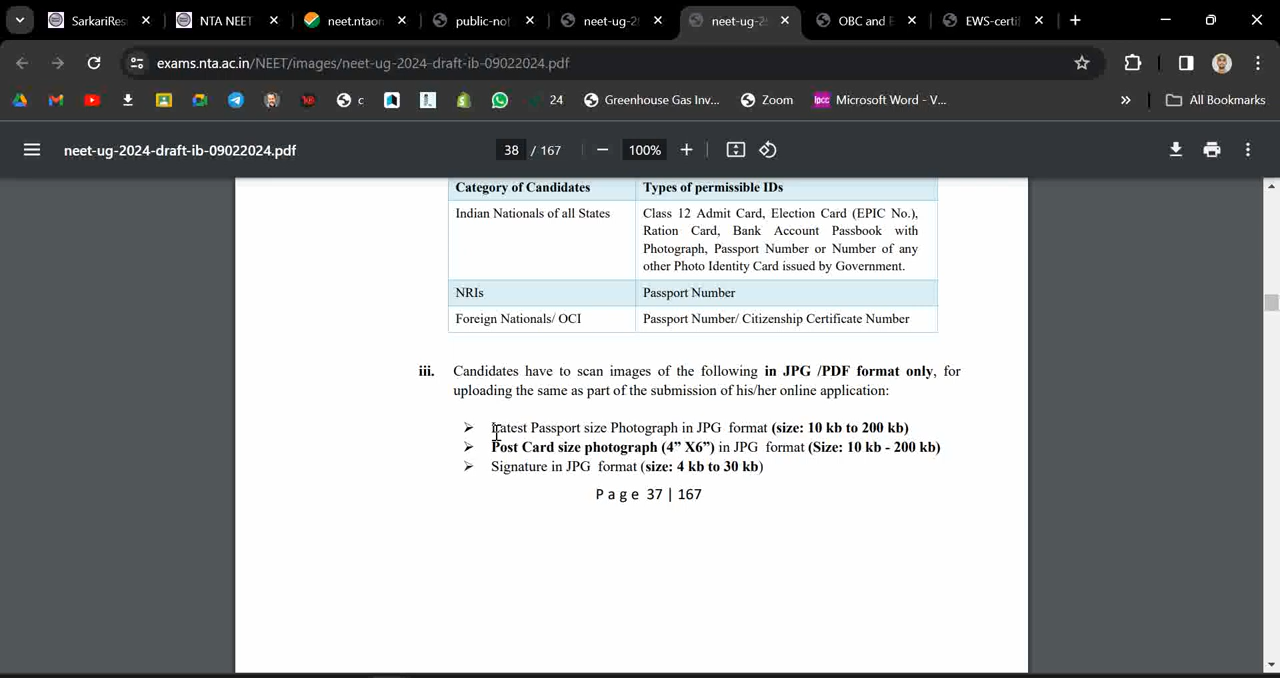 SarkariRes
NTA NEET
neet.ntaon
public-not
neet-ug-2
neet-ug-2
OBC and
EWS-certif
exams.nta.ac.in/NEET/images/neet-ug-2024-draft-ib-09022024.pdf
c
24
Greenhouse Gas Inv...
Zoom
Microsoft Word - V...
All Bookmarks
neet-ug-2024-draft-ib-09022024.pdf
38 / 167
100%
Category of Candidates
Types of permissible IDs
Indian Nationals of all States
Class 12 Admit Card, Election Card (EPIC No.),
Ration Card, Bank Account Passbook with
Photograph, Passport Number or Number of any
other Photo Identity Card issued by Government.
NRIs
Passport Number
Foreign Nationals/ OCI
Passport Number/ Citizenship Certificate Number
iii. Candidates have to scan images of the following in JPG /PDF format only, for
uploading the same as part of the submission of his/her online application:
➢ Latest Passport size Photograph in JPG format (size: 10 kb to 200 kb)
➢ Post Card size photograph (4” X6”) in JPG format (Size: 10 kb - 200 kb)
➢ Signature in JPG format (size: 4 kb to 30 kb)
Page 37 | 167